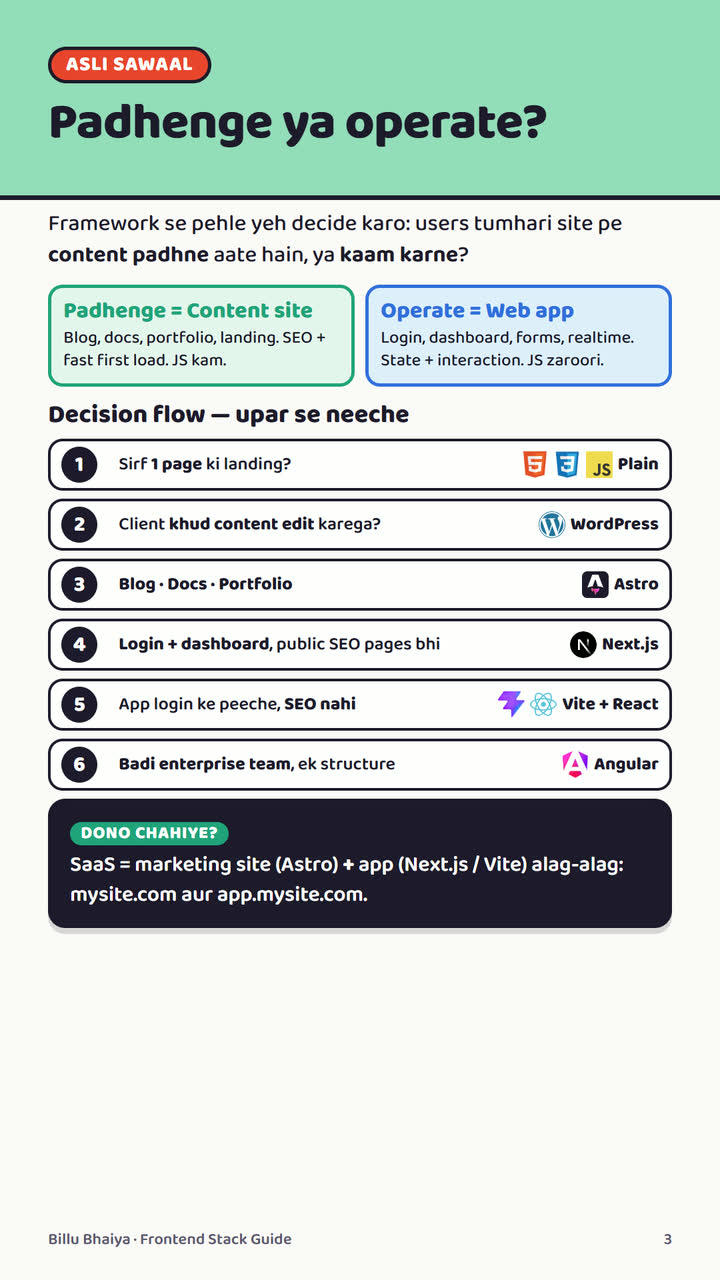 ASLI SAWAAL
Padhenge ya operate?
Framework se pehle yeh decide karo: users tumhari site pe
content padhne aate hain, ya kaam karne?
Padhenge = Content site
Blog, docs, portfolio, landing. SEO +
fast first load. JS kam.
Operate = Web app
Login, dashboard, forms, realtime.
State + interaction. JS zaroori.
Decision flow — upar se neeche
1 Sirf 1 page ki landing? 5 3 JS Plain
2 Client khud content edit karega? WordPress
3 Blog · Docs · Portfolio Astro
4 Login + dashboard, public SEO pages bhi Next.js
5 App login ke peeche, SEO nahi Vite + React
6 Badi enterprise team, ek structure Angular
DONO CHAHIYE?
SaaS = marketing site (Astro) + app (Next.js / Vite) alag-alag:
mysite.com aur app.mysite.com.
Billu Bhaiya · Frontend Stack Guide 3